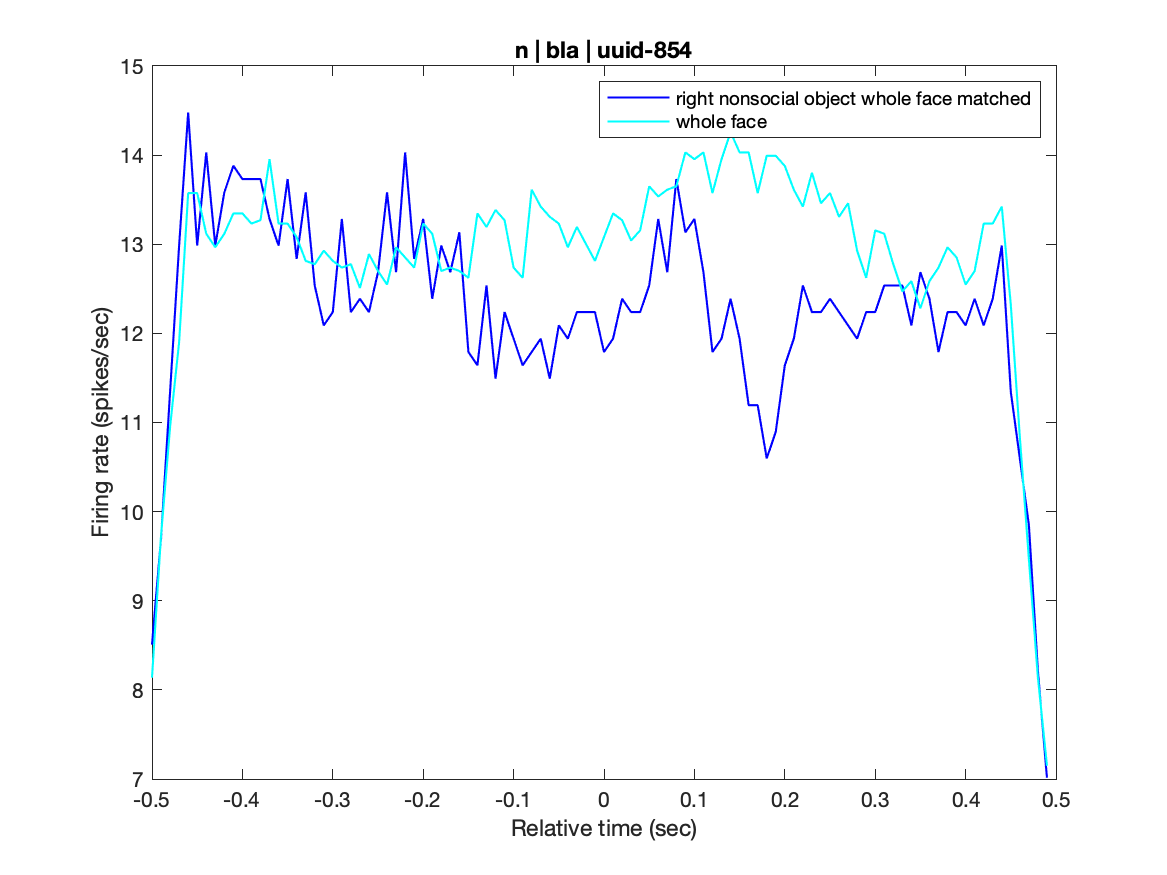 n | bla | uuid-854
right nonsocial object whole face matched
whole face
15
14
13
12
11
10
9
8
7
Firing rate (spikes/sec)
-0.5 -0.4 -0.3 -0.2 -0.1 0 0.1 0.2 0.3 0.4 0.5
Relative time (sec)